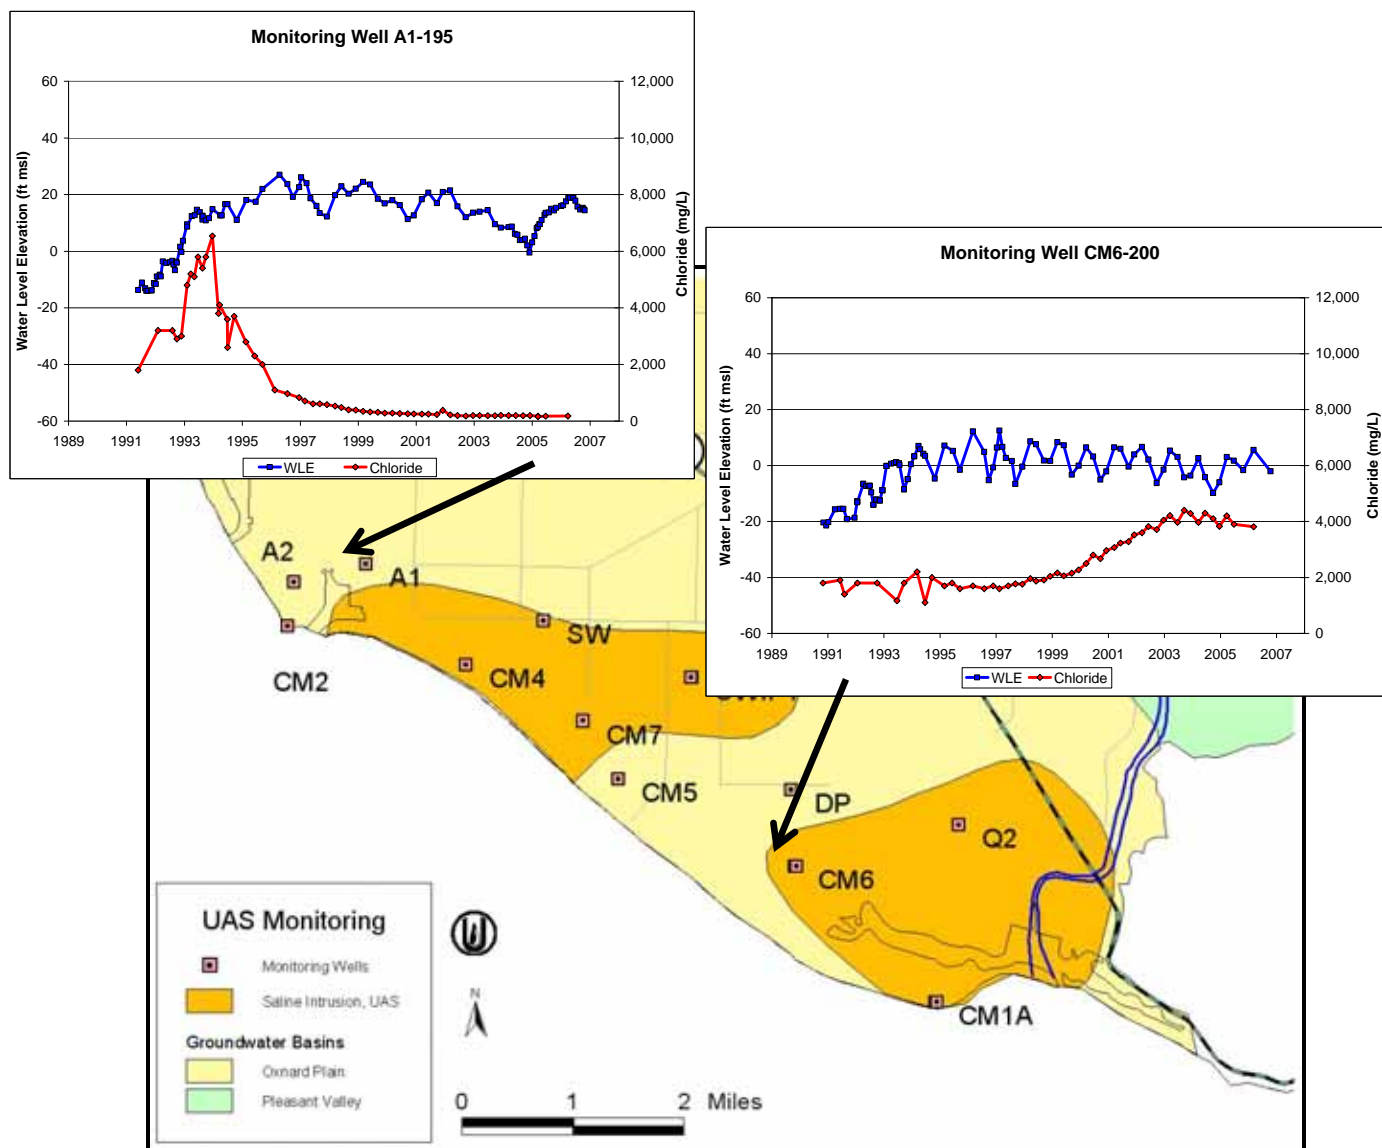 Monitoring Well A1-195
60
40
20
0
-20
-40
-60
Water Level Elevation (ft msl)
12,000
10,000
8,000
6,000
4,000
2,000
0
Chloride (mg/L)
1989 1991 1993 1995 1997 1999 2001 2003 2005 2007
WLE Chloride
Monitoring Well CM6-200
60
40
20
0
-20
-40
-60
Water Level Elevation (ft msl)
12,000
10,000
8,000
6,000
4,000
2,000
0
Chloride (mg/L)
1989 1991 1993 1995 1997 1999 2001 2003 2005 2007
WLE Chloride
A2
A1
SW
CM2
CM4
CM7
CM5
DP
Q2
CM6
CM1A
UAS Monitoring
Monitoring Wells
Saline Intrusion, UAS
Groundwater Basins
Oxnard Plain
Pleasant Valley
N
0 1 2 Miles